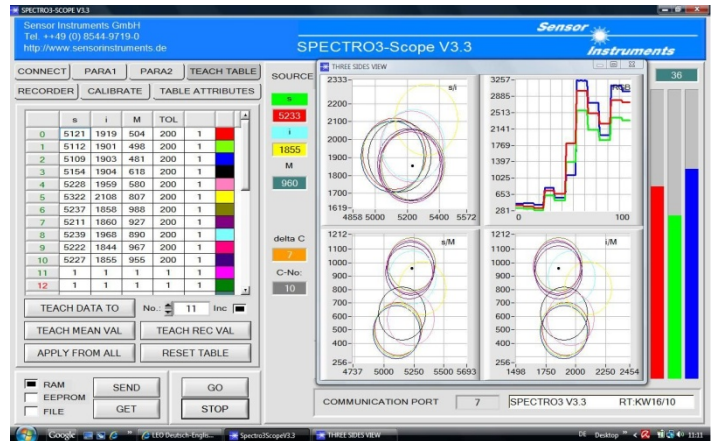 SPECTRO3-SCOPE V3.3
Sensor Instruments GmbH
Tel. ++49 (0) 8544-9719-0
http://www.sensorinstruments.de
SPECTRO3-Scope V3.3
Sensor
Instruments
CONNECT PARA1 PARA2 TEACH TABLE
RECORDER CALIBRATE TABLE ATTRIBUTES
s i M TOL
0 5121 1919 504 200 1
1 5112 1901 498 200 1
2 5109 1903 481 200 1
3 5154 1904 618 200 1
4 5228 1959 580 200 1
5 5322 2108 807 200 1
6 5237 1858 988 200 1
7 5211 1860 927 200 1
8 5239 1968 890 200 1
9 5222 1844 967 200 1
10 5227 1855 955 200 1
11 1 1 1 1 1
12 1 1 1 1 1
TEACH DATA TO No.: 11 Inc
TEACH MEAN VAL TEACH REC VAL
APPLY FROM ALL RESET TABLE
RAM
EEPROM
FILE
SEND GO
GET STOP
SOURCE
s
5233
i
1855
M
960
delta C
7
C-No:
10
THREE SIDES VIEW
36
s/i
2333-
2200-
2100-
2000-
1900-
1800-
1700-
1619-
4858 5000 5200 5400 5572
RGB
3257-
2885-
2513-
2141-
1769-
1397-
1025-
653-
281-
0 100
s/M
1212-
1100-
1000-
900-
800-
700-
600-
500-
400-
256-
4737 5000 5250 5500 5693
i/M
1212-
1100-
1000-
900-
800-
700-
600-
500-
400-
256-
1498 1750 2000 2250 2454
COMMUNICATION PORT 7 SPECTRO3 V3.3 RT:KW16/10
Google
LEO Deutsch-Englis...
Spectro3ScopeV3.3
THREE SIDES VIEW
DE Desktop
11:11